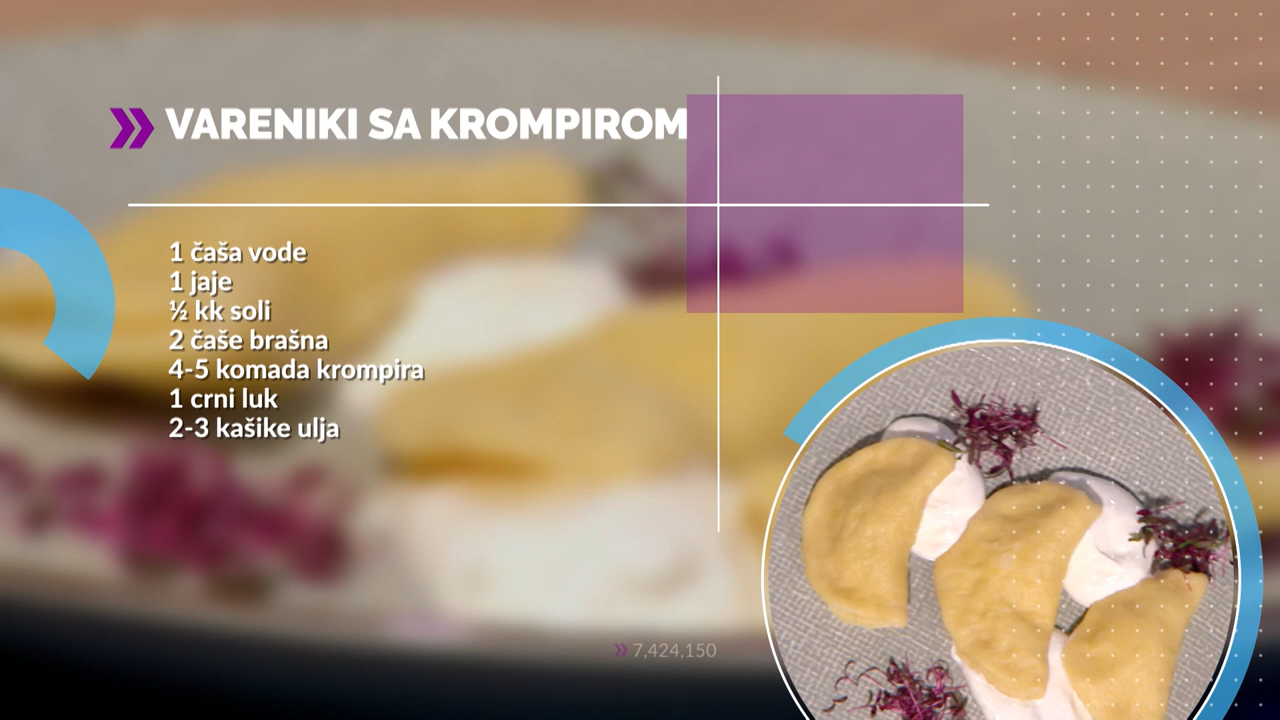 VARENIKI SA KROMPIROM
1 čaša vode
1 jaje
½ kk soli
2 čaše brašna
4-5 komada krompira
1 crni luk
2-3 kašike ulja
7,424,150